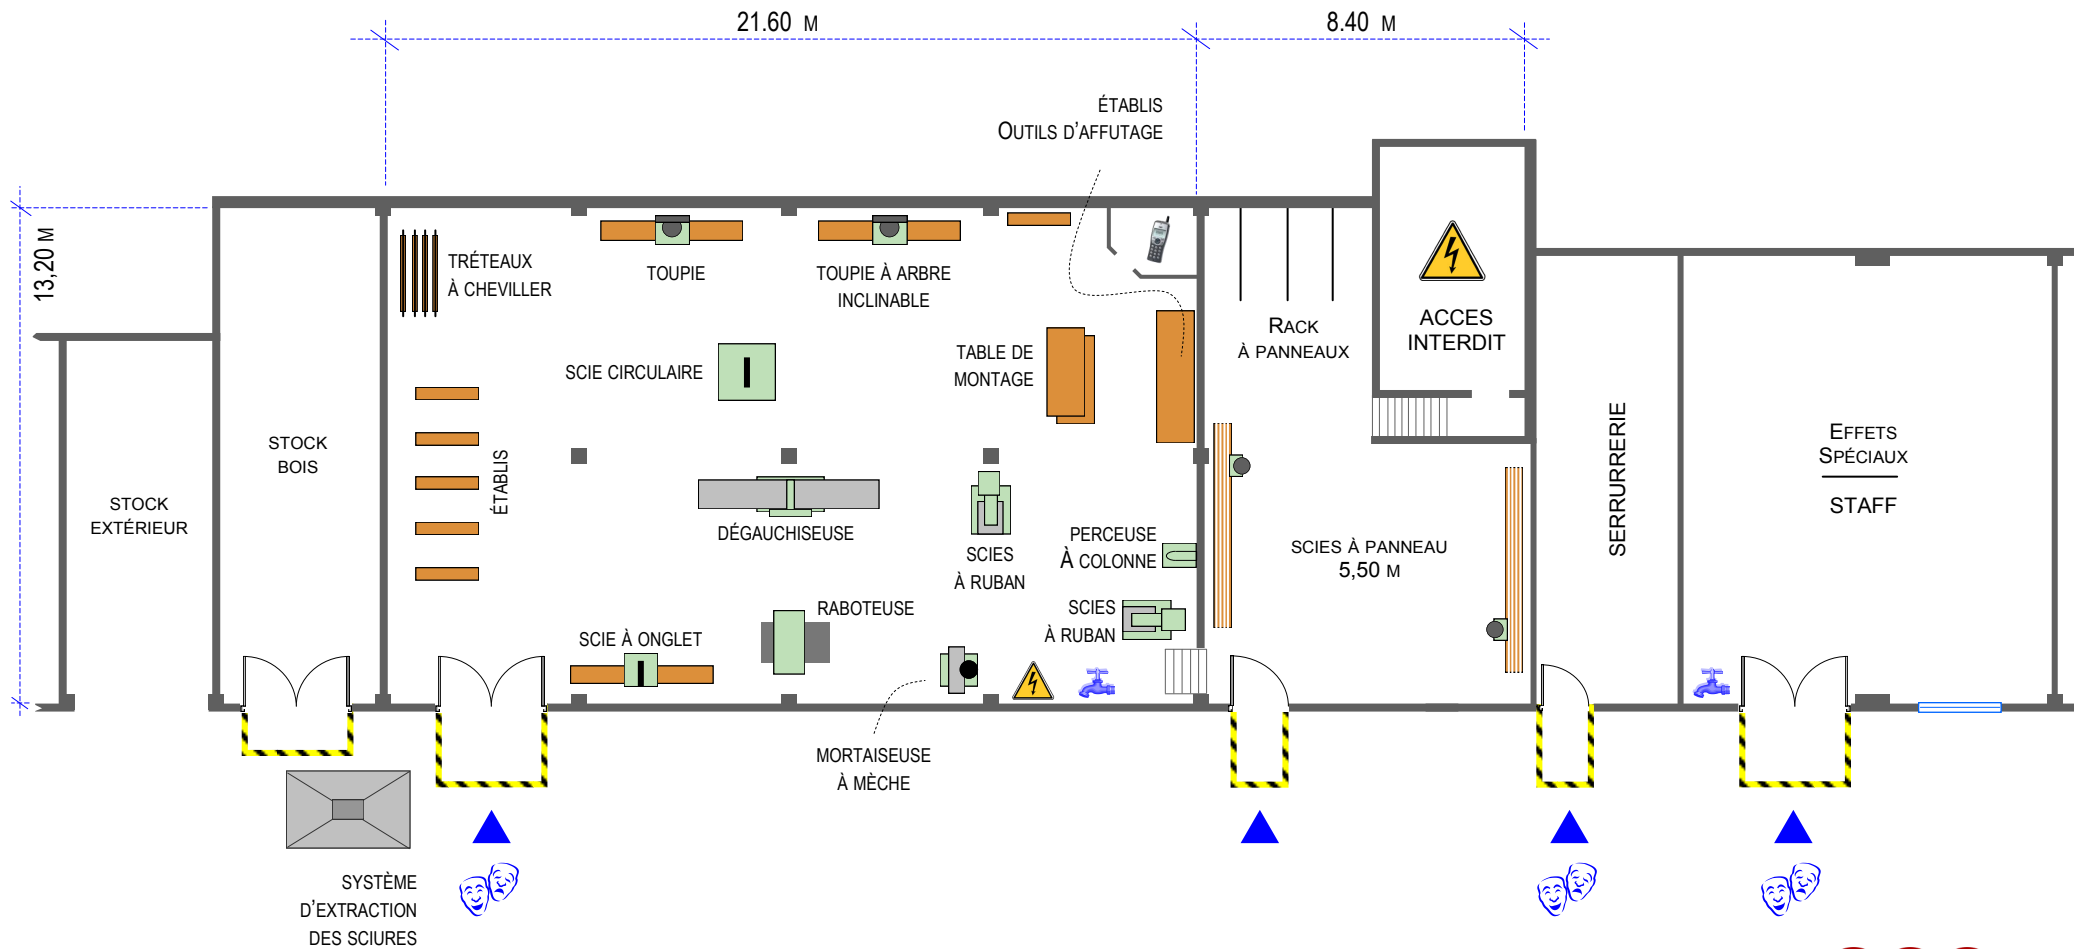 21.60 M
8.40 M
13,20 M
ÉTABLIS
OUTILS D'AFFUTAGE
TRÉTEAUX
À CHEVILLER
TOUPIE
TOUPIE À ARBRE
INCLINABLE
RACK
À PANNEAUX
ACCES
INTERDIT
SCIE CIRCULAIRE
TABLE DE
MONTAGE
STOCK
BOIS
STOCK
EXTÉRIEUR
ÉTABLIS
DÉGAUCHISEUSE
SCIES
À RUBAN
PERCEUSE
À COLONNE
SCIES À PANNEAU
5,50 M
SERRURRERIE
EFFETS
SPÉCIAUX
STAFF
RABOTEUSE
SCIES
À RUBAN
SCIE À ONGLET
MORTAISEUSE
À MÈCHE
SYSTÈME
D'EXTRACTION
DES SCIURES